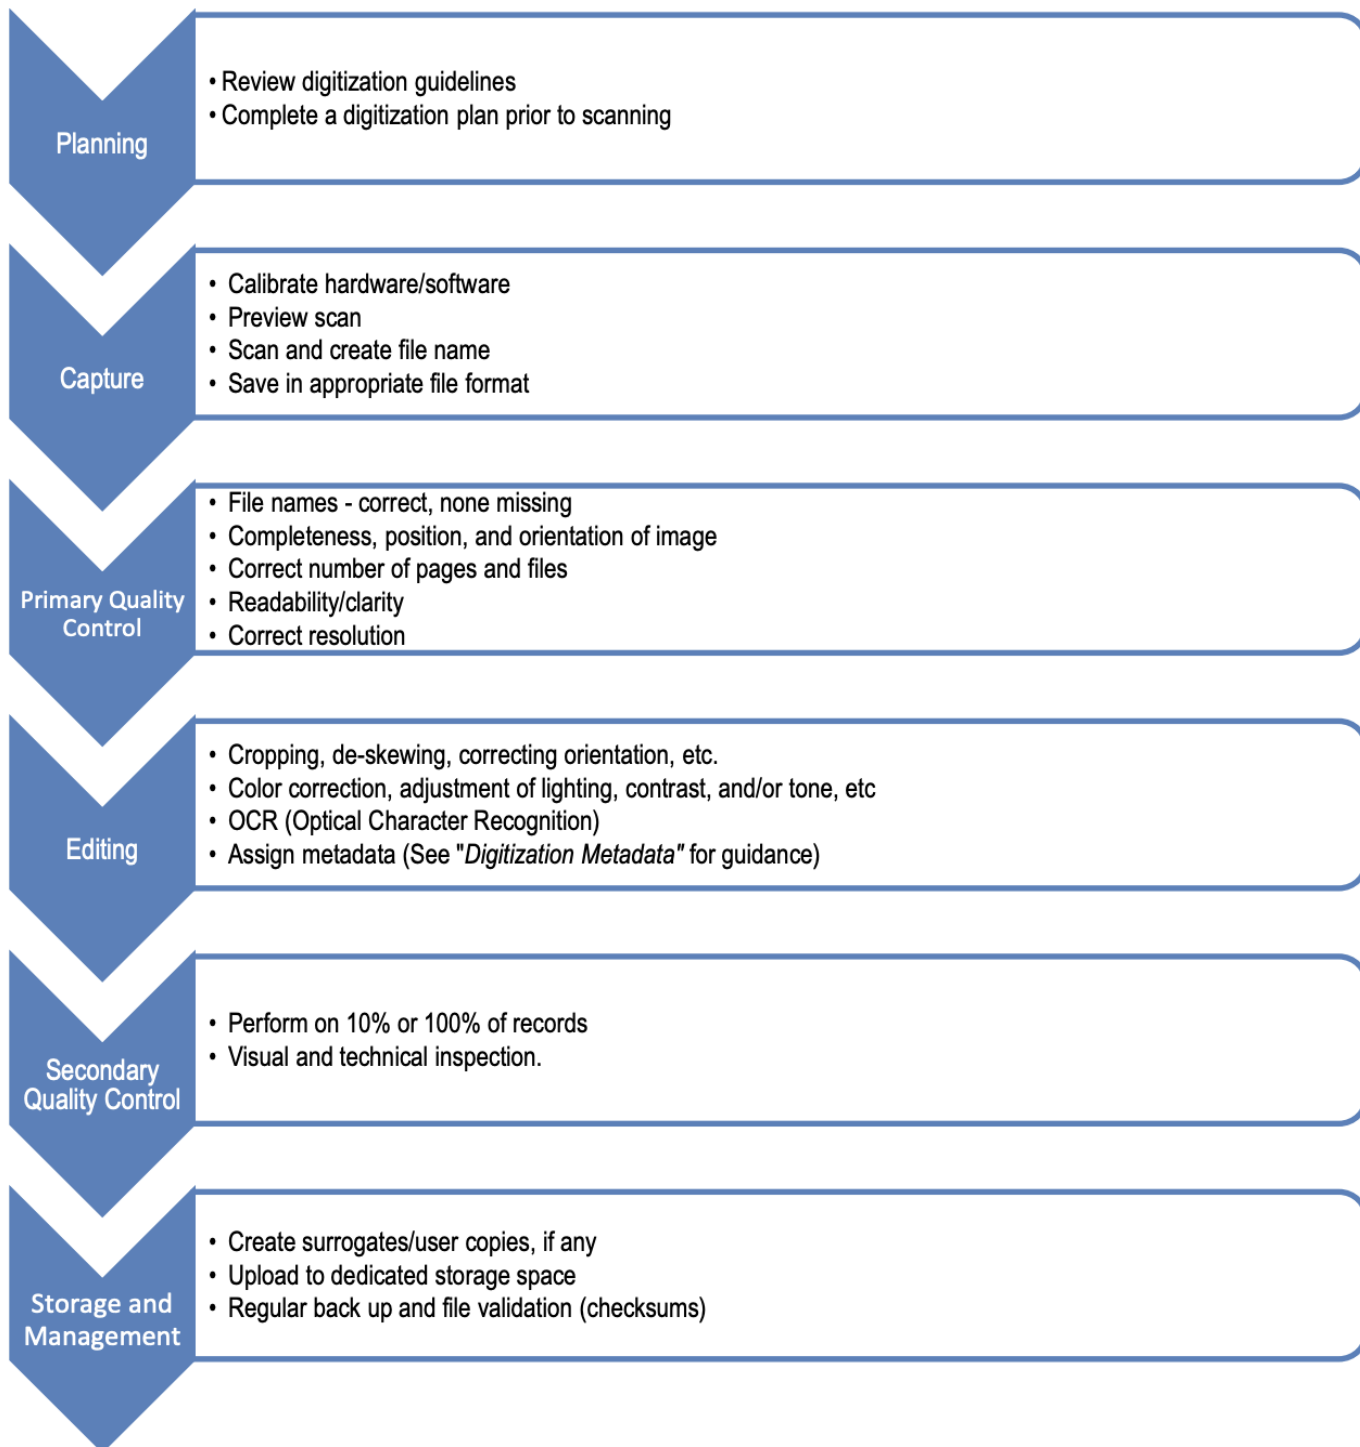 Planning
• Review digitization guidelines
• Complete a digitization plan prior to scanning
Capture
• Calibrate hardware/software
• Preview scan
• Scan and create file name
• Save in appropriate file format
Primary Quality
Control
• File names - correct, none missing
• Completeness, position, and orientation of image
• Correct number of pages and files
• Readability/clarity
• Correct resolution
Editing
• Cropping, de-skewing, correcting orientation, etc.
• Color correction, adjustment of lighting, contrast, and/or tone, etc
• OCR (Optical Character Recognition)
• Assign metadata (See "Digitization Metadata" for guidance)
Secondary
Quality Control
• Perform on 10% or 100% of records
• Visual and technical inspection.
Storage and
Management
• Create surrogates/user copies, if any
• Upload to dedicated storage space
• Regular back up and file validation (checksums)